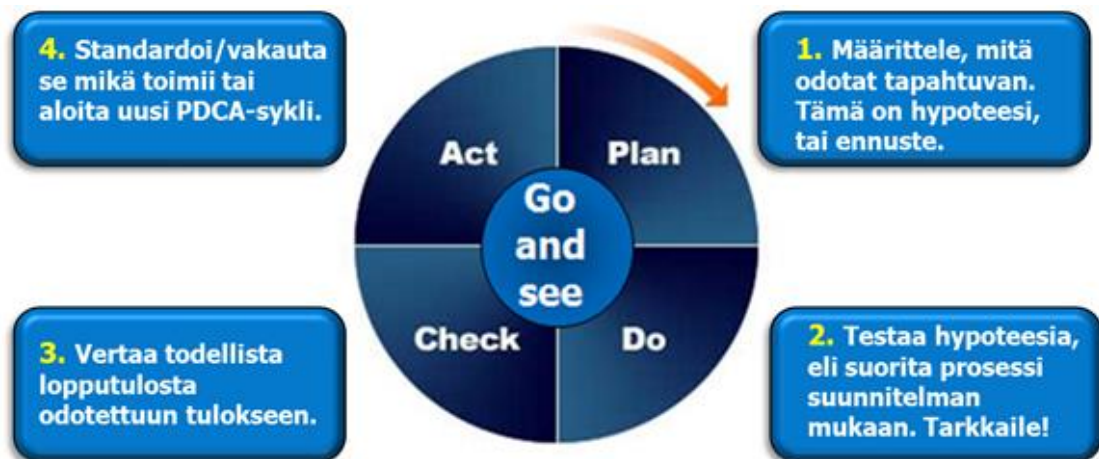 4. Standardoi/vakauta
se mikä toimii tai
aloita uusi PDCA-sykli.
1. Määrittele, mitä
odotat tapahtuvan.
Tämä on hypoteesi,
tai ennuste.
Act
Plan
Go
and
see
Check
Do
3. Vertaa todellista
lopputulosta
odotettuun tulokseen.
2. Testaa hypoteesia,
eli suorita prosessi
suunnitelman
mukaan. Tarkkaile!